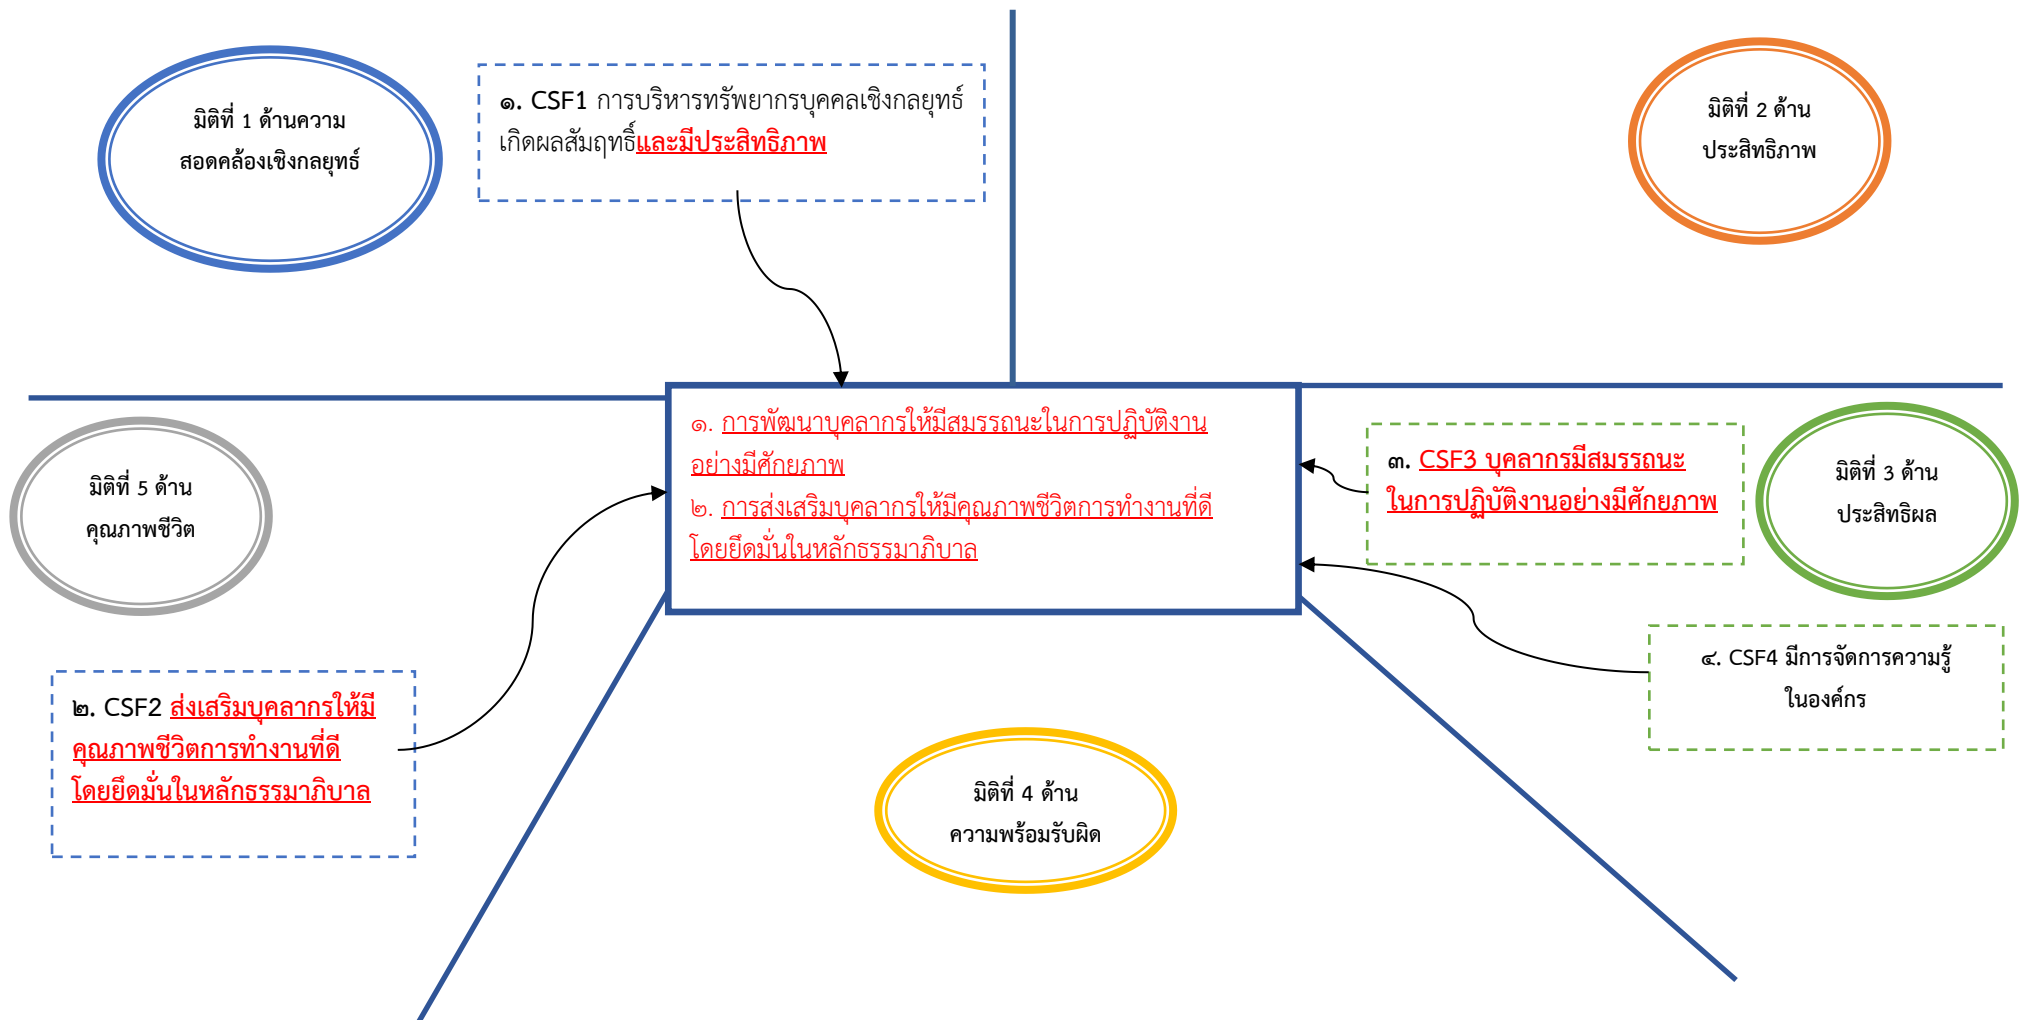 มิติที่ 1 ด้านความ
สอดคล้องเชิงกลยุทธ์
๑. CSF1 การบริหารทรัพยากรบุคคลเชิงกลยุทธ์
เกิดผลสัมฤทธิ์และมีประสิทธิภาพ
มิติที่ 2 ด้าน
ประสิทธิภาพ
มิติที่ 5 ด้าน
คุณภาพชีวิต
๑. การพัฒนาบุคลากรให้มีสมรรถนะในการปฏิบัติงาน
อย่างมีศักยภาพ
๒. การส่งเสริมบุคลากรให้มีคุณภาพชีวิตการทำงานที่ดี
โดยยึดมั่นในหลักธรรมาภิบาล
๓. CSF3 บุคลากรมีสมรรถนะ
ในการปฏิบัติงานอย่างมีศักยภาพ
มิติที่ 3 ด้าน
ประสิทธิผล
๒. CSF2 ส่งเสริมบุคลากรให้มี
คุณภาพชีวิตการทำงานที่ดี
โดยยึดมั่นในหลักธรรมาภิบาล
๔. CSF4 มีการจัดการความรู้
ในองค์กร
มิติที่ 4 ด้าน
ความพร้อมรับผิด